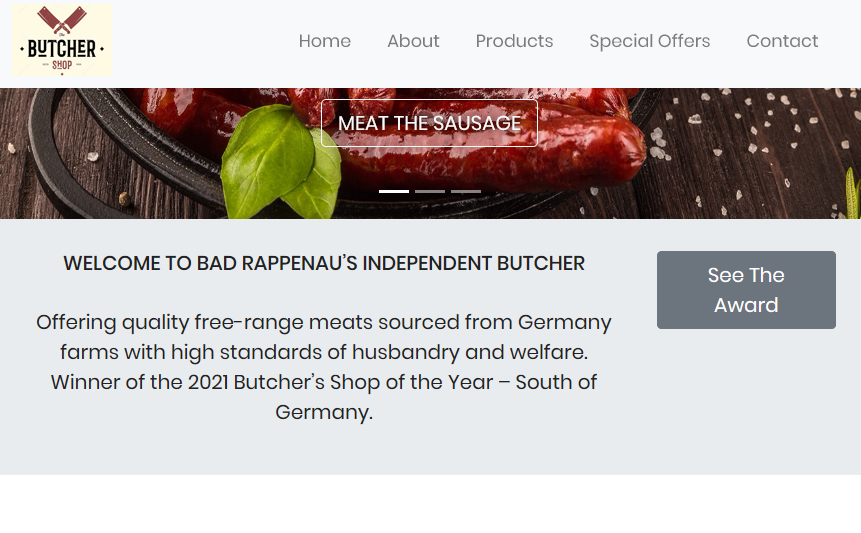 The
BUTCHER
SHOP
Home About Products Special Offers Contact
MEAT THE SAUSAGE
WELCOME TO BAD RAPPENAU'S INDEPENDENT BUTCHER
See The
Award
Offering quality free-range meats sourced from Germany
farms with high standards of husbandry and welfare.
Winner of the 2021 Butcher's Shop of the Year – South of
Germany.